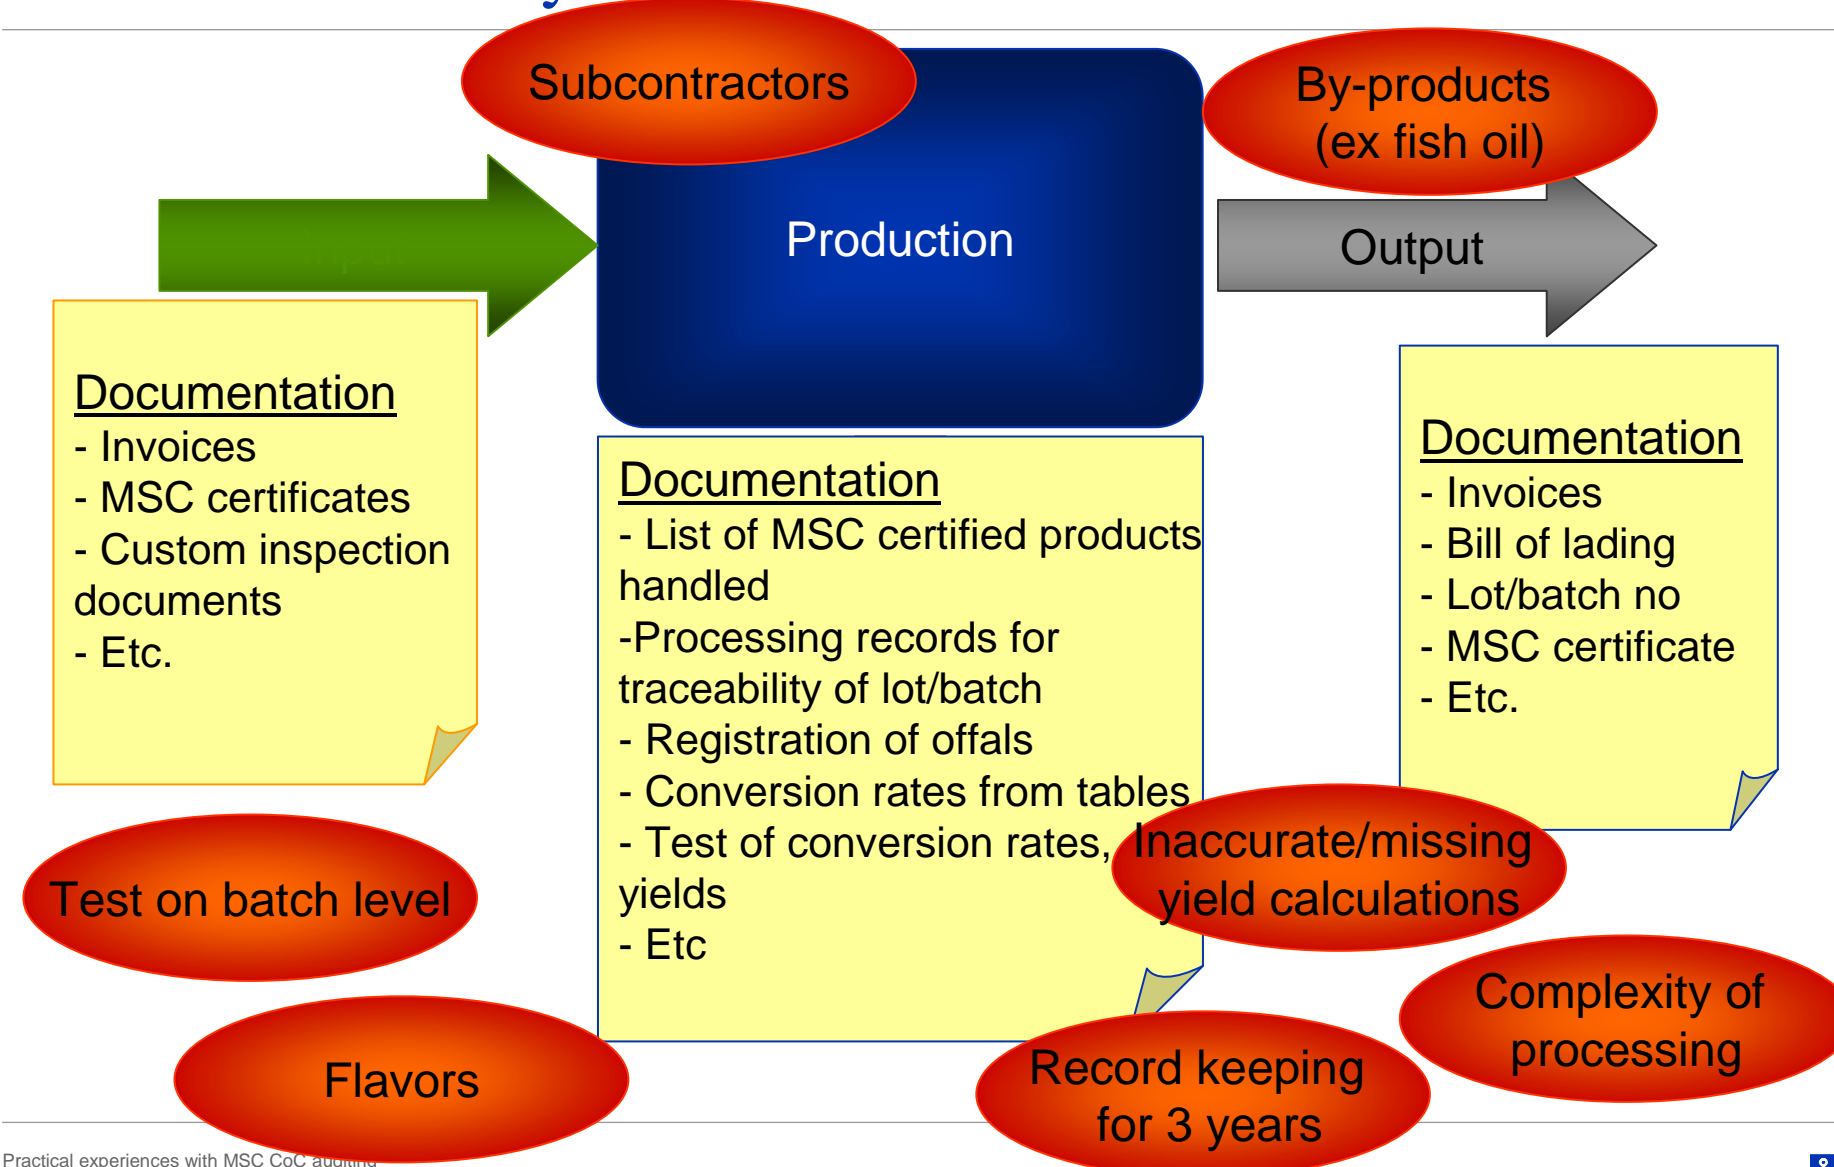 Subcontractors
By-products
(ex fish oil)
Input
Production
Output
Documentation
- Invoices
- MSC certificates
- Custom inspection
documents
- Etc.
Documentation
- List of MSC certified products
handled
-Processing records for
traceability of lot/batch
- Registration of offals
- Conversion rates from tables
- Test of conversion rates,
yields
- Etc
Documentation
- Invoices
- Bill of lading
- Lot/batch no
- MSC certificate
- Etc.
Test on batch level
Inaccurate/missing
yield calculations
Flavors
Record keeping
for 3 years
Complexity of
processing
Practical experiences with MSC CoC auditing